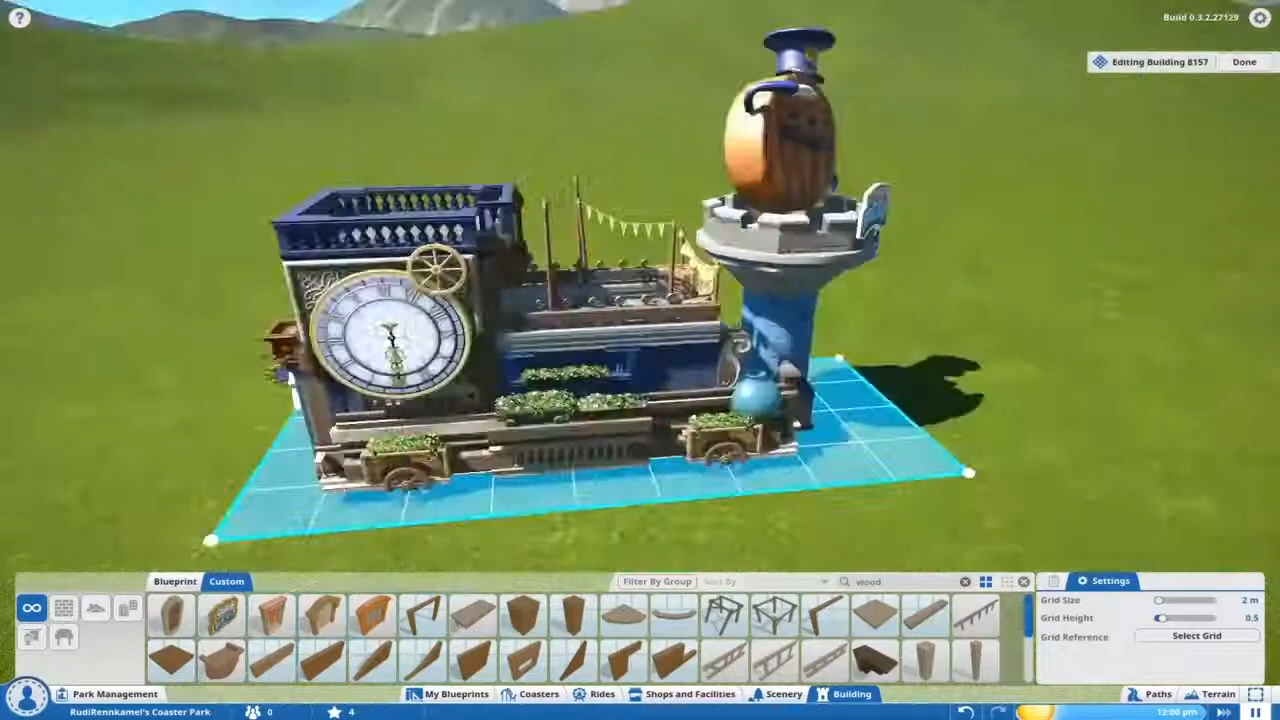 ?
Build 0.3.2.27129
Editing Building 8157 Done
Blueprint Custom Filter By Group Sort By wood Settings
Grid Size 2 m
Grid Height 0.5
Grid Reference Select Grid
Park Management My Blueprints Coasters Rides Shops and Facilities Scenery Building Paths Terrain
RudiRennkamel's Coaster Park 0 4 12:00 pm